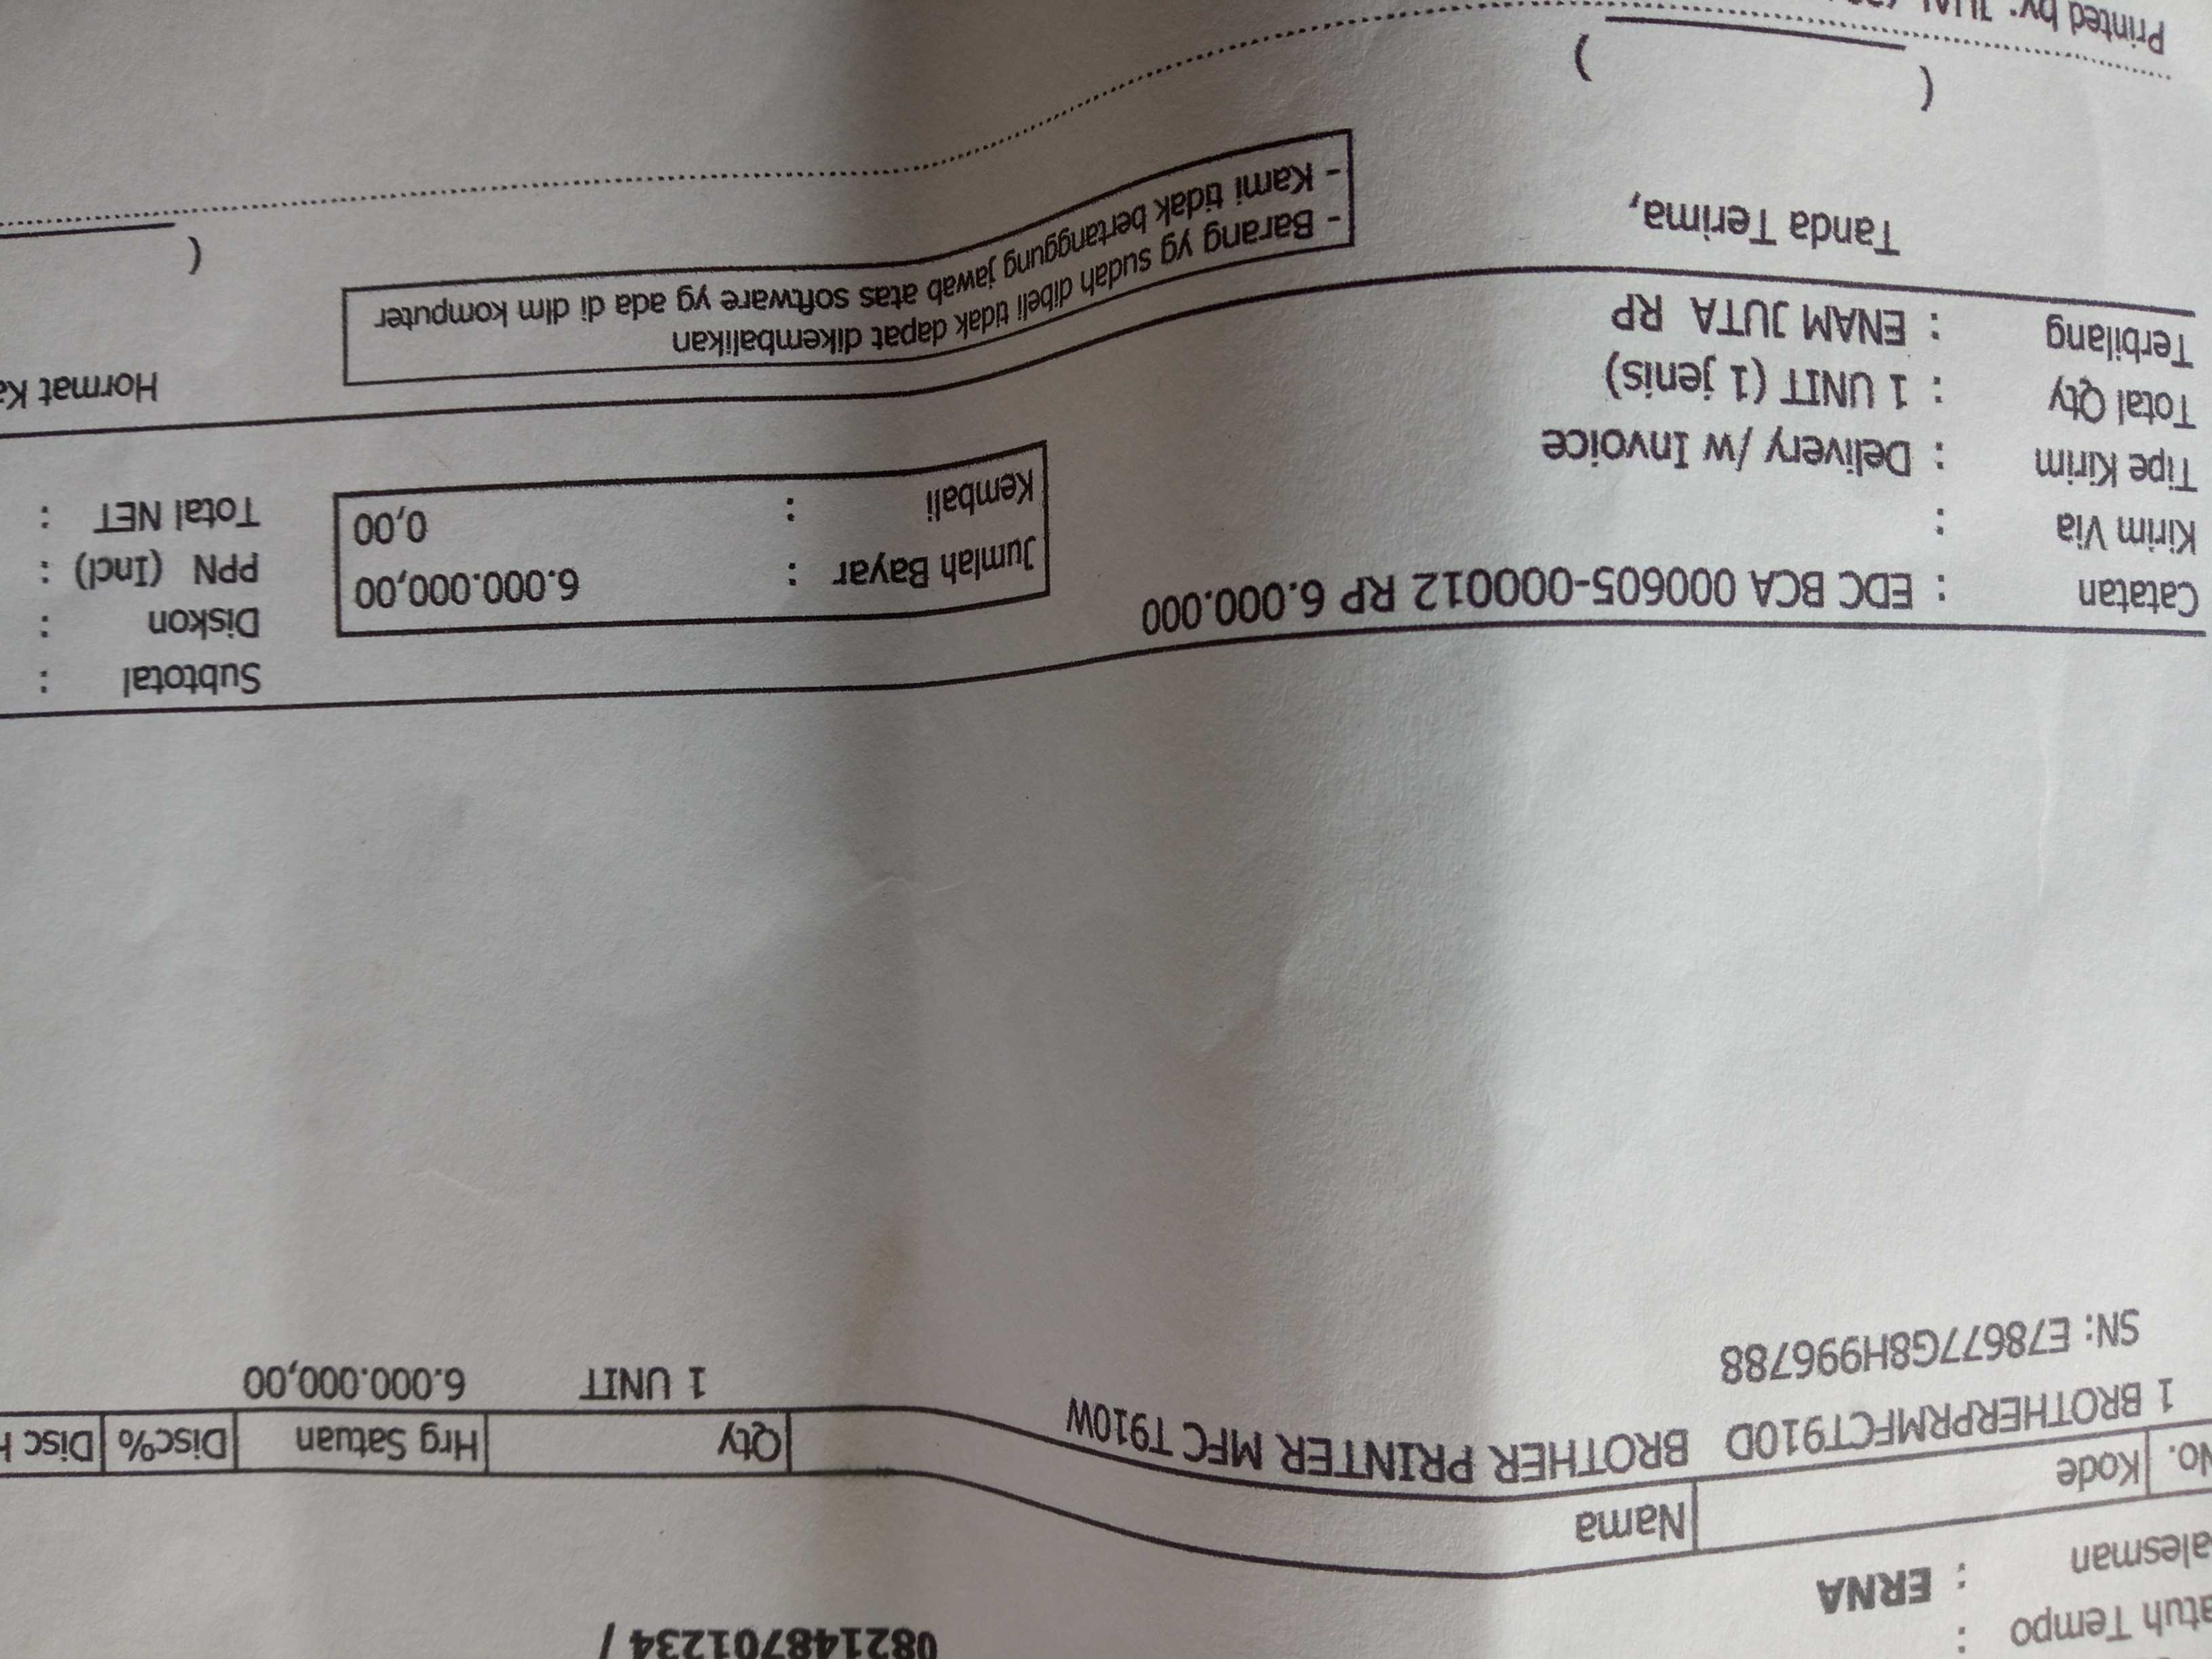 082148701234 /
atuh Tempo :
alesman : ERNA
No. Kode Nama Qty Hrg Satuan Disc% Disc
1 BROTHERPRMFCT910D BROTHER PRINTER MFC T910W 1 UNIT 6.000.000,00
SN: E78677G8H996788
Catatan : EDC BCA 000605-000012 RP 6.000.000
Kirim Via :
Tipe Kirim : Delivery /w Invoice
Total Qty : 1 UNIT (1 jenis)
Terbilang : ENAM JUTA RP
Jumlah Bayar : 6.000.000,00
Kembali : 0,00
Subtotal :
Diskon :
PPN (Incl) :
Total NET :
Tanda Terima,
( )
- Barang yg sudah dibeli tidak dapat dikembalikan
- Kami tidak bertanggung jawab atas software yg ada di dlm komputer
Hormat Ka
(
Printed by: